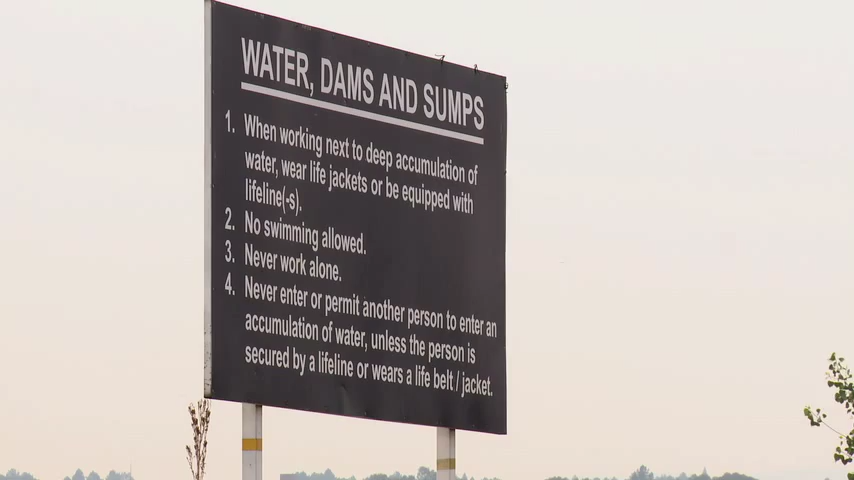 WATER, DAMS AND SUMPS
1. When working next to deep accumulation of
water, wear life jackets or be equipped with
lifeline(-s).
2. No swimming allowed.
3. Never work alone.
4. Never enter or permit another person to enter an
accumulation of water, unless the person is
secured by a lifeline or wears a life belt / jacket.